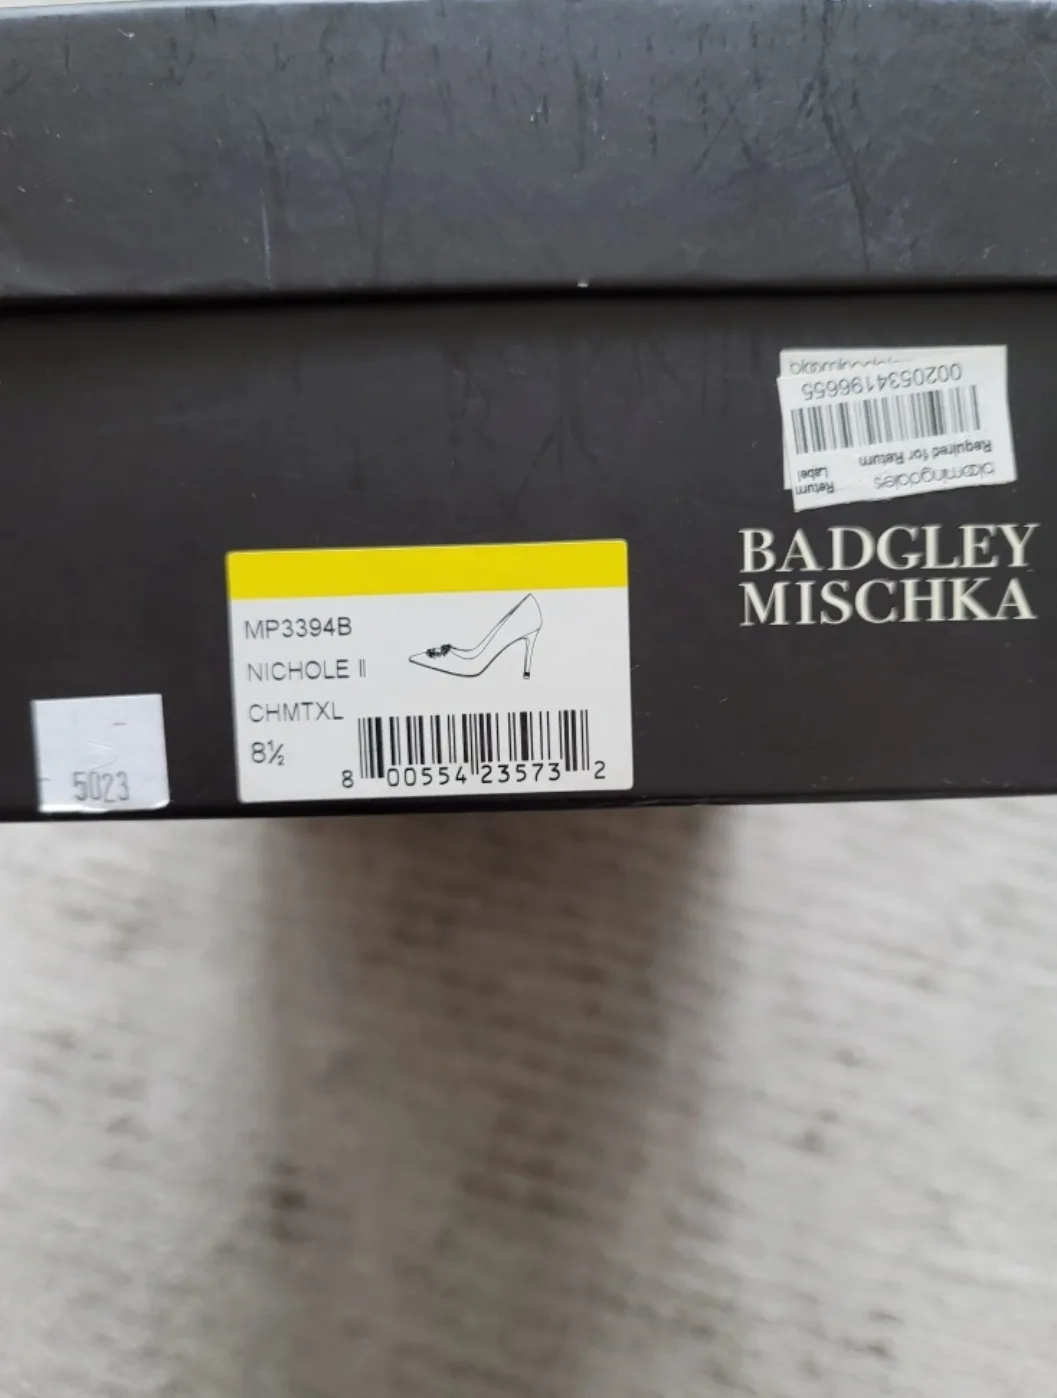 0020534196655
Required for Return
Return
Label
bloomingdales
BADGLEY
MISCHKA
MP3394B
NICHOLE II
CHMTXL
8½
8 00554 23573 2
5023